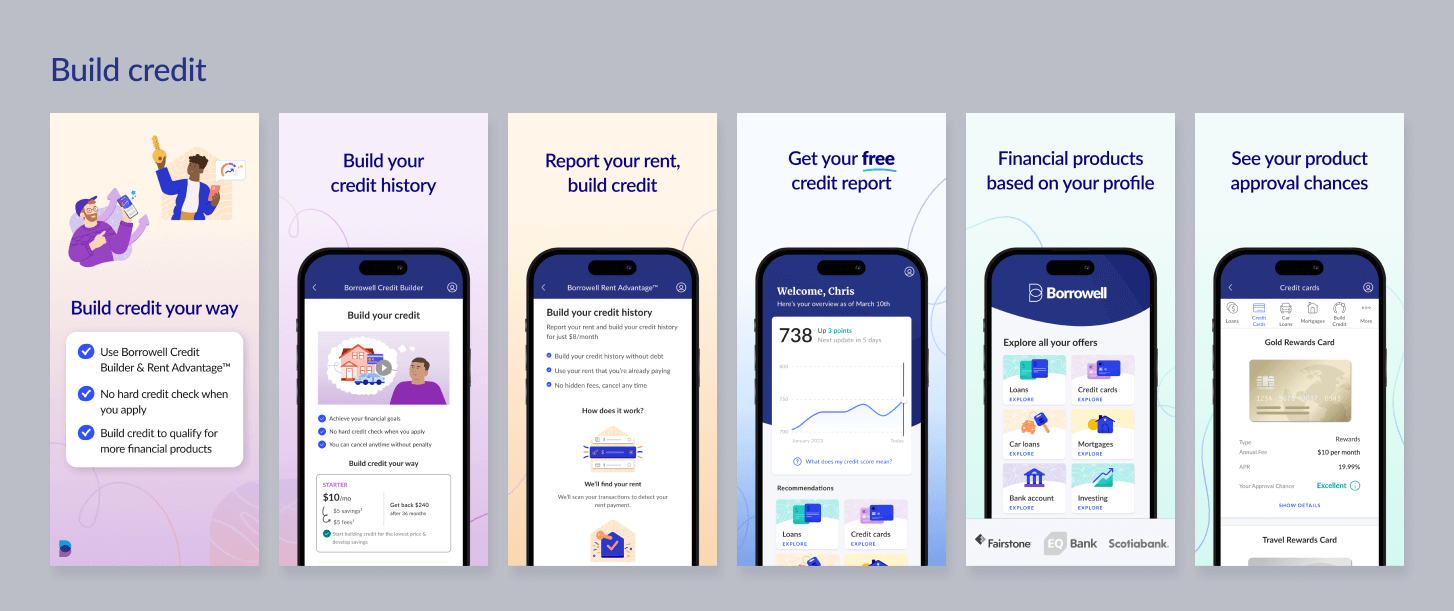 Build credit
Build credit your way
Use Borrowell Credit
Builder & Rent Advantage™
No hard credit check when
you apply
Build credit to qualify for
more financial products
Build your
credit history
Borrowell Credit Builder
Build your credit
Achieve your financial goals
No hard credit check when you apply
You can cancel anytime without penalty
Build credit your way
STARTER
$10/mo
$5 savings¹
$5 fees¹
Get back $240
after 36 months
Start building credit for the lowest price &
develop savings
Report your rent,
build credit
Borrowell Rent Advantage™
Build your credit history
Report your rent and build your credit history
for just $8/month
Build your credit history without debt
Use your rent that you're already paying
No hidden fees, cancel any time
How does it work?
We'll find your rent
We'll scan your transactions to detect your
rent payment.
Get your free
credit report
Welcome, Chris
Here's your overview as of March 10th
738
Up 3 points
Next update in 5 days
800
750
700
January 2023
Today
What does my credit score mean?
Recommendations
Loans
EXPLORE
Credit cards
EXPLORE
Financial products
based on your profile
Borrowell
Explore all your offers
Loans
EXPLORE
Credit cards
EXPLORE
Car loans
EXPLORE
Mortgages
EXPLORE
Bank account
EXPLORE
Investing
EXPLORE
Fairstone
EQ Bank
Scotiabank
See your product
approval chances
Credit cards
Loans
Credit
Cards
Car
Loans
Mortgages
Build
Credit
More
Gold Rewards Card
Type
Rewards
Annual Fee
$10 per month
APR
19.99%
Your Approval Chance
Excellent
SHOW DETAILS
Travel Rewards Card